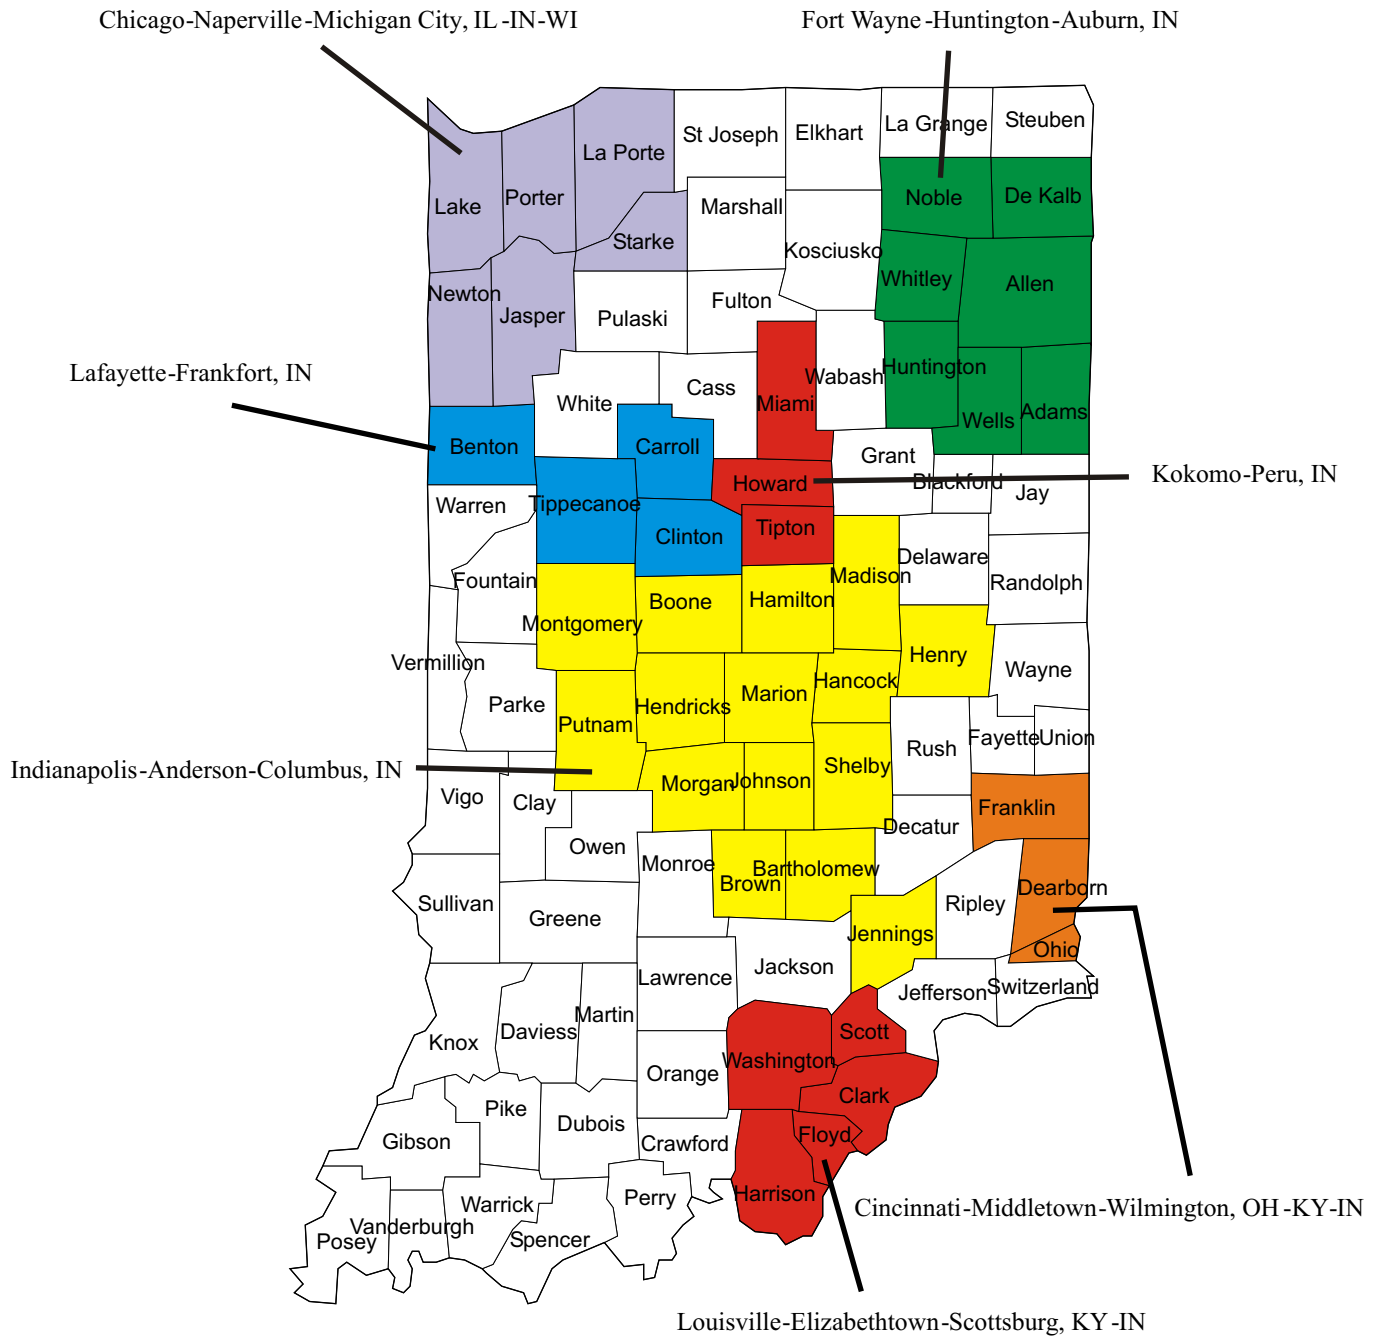 Chicago-Naperville-Michigan City, IL-IN-WI
Fort Wayne-Huntington-Auburn, IN
St Joseph
Elkhart
La Grange
Steuben
La Porte
Lake
Porter
Noble
De Kalb
Marshall
Starke
Kosciusko
Whitley
Allen
Newton
Jasper
Pulaski
Fulton
Lafayette-Frankfort, IN
White
Cass
Miami
Wabash
Huntington
Wells
Adams
Benton
Carroll
Grant
Howard
Blackford
Jay
Kokomo-Peru, IN
Warren
Tippecanoe
Clinton
Tipton
Delaware
Madison
Randolph
Fountain
Boone
Hamilton
Montgomery
Henry
Vermillion
Wayne
Parke
Putnam
Hendricks
Marion
Hancock
Rush
Fayette
Union
Indianapolis-Anderson-Columbus, IN
Vigo
Clay
Morgan
Johnson
Shelby
Franklin
Decatur
Owen
Monroe
Brown
Bartholomew
Dearborn
Sullivan
Greene
Ripley
Jennings
Ohio
Lawrence
Jackson
Jefferson
Switzerland
Knox
Daviess
Martin
Scott
Orange
Washington
Clark
Pike
Dubois
Gibson
Crawford
Floyd
Perry
Harrison
Warrick
Cincinnati-Middletown-Wilmington, OH-KY-IN
Posey
Vanderburgh
Spencer
Louisville-Elizabethtown-Scottsburg, KY-IN